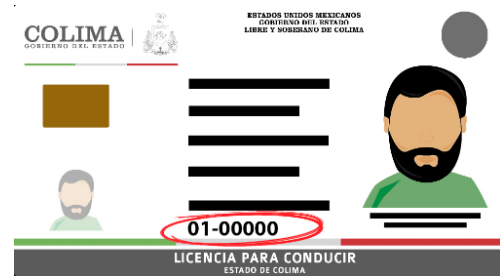 COLIMA
GOBIERNO DEL ESTADO
ESTADOS UNIDOS MEXICANOS
GOBIERNO DEL ESTADO
LIBRE Y SOBERANO DE COLIMA
01-00000
LICENCIA PARA CONDUCIR
ESTADO DE COLIMA